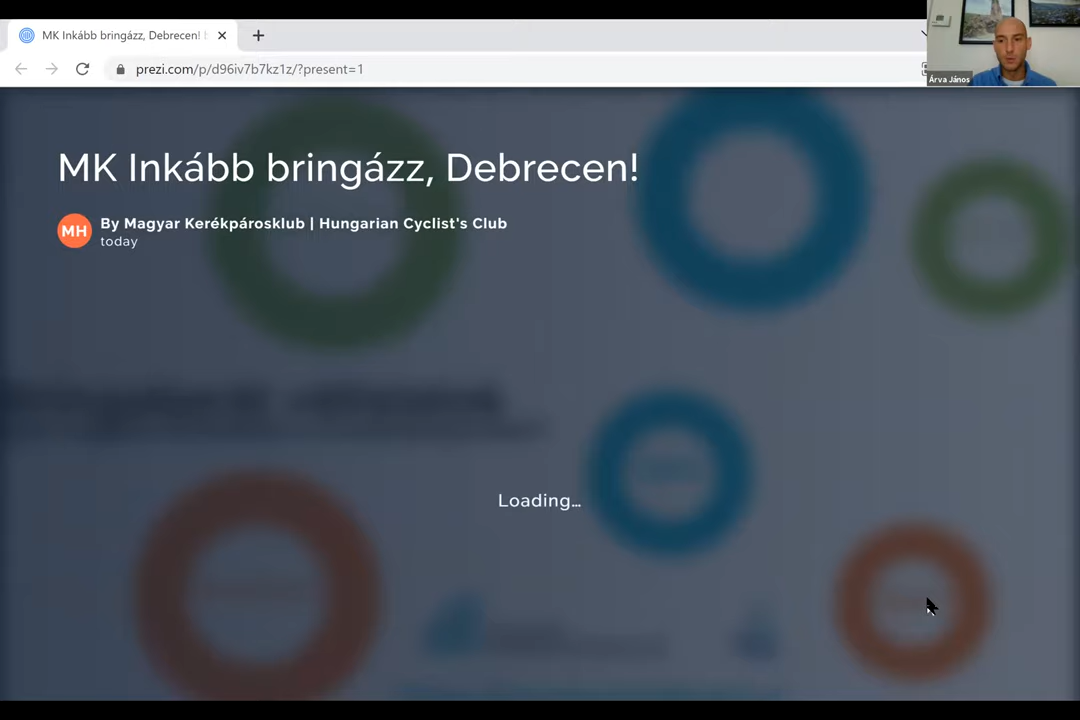 MK Inkább bringázz, Debrecen!
prezi.com/p/d96iv7b7kz1z/?present=1
Árva János
MK Inkább bringázz, Debrecen!
MH
By Magyar Kerékpárosklub | Hungarian Cyclist's Club
today
Loading...